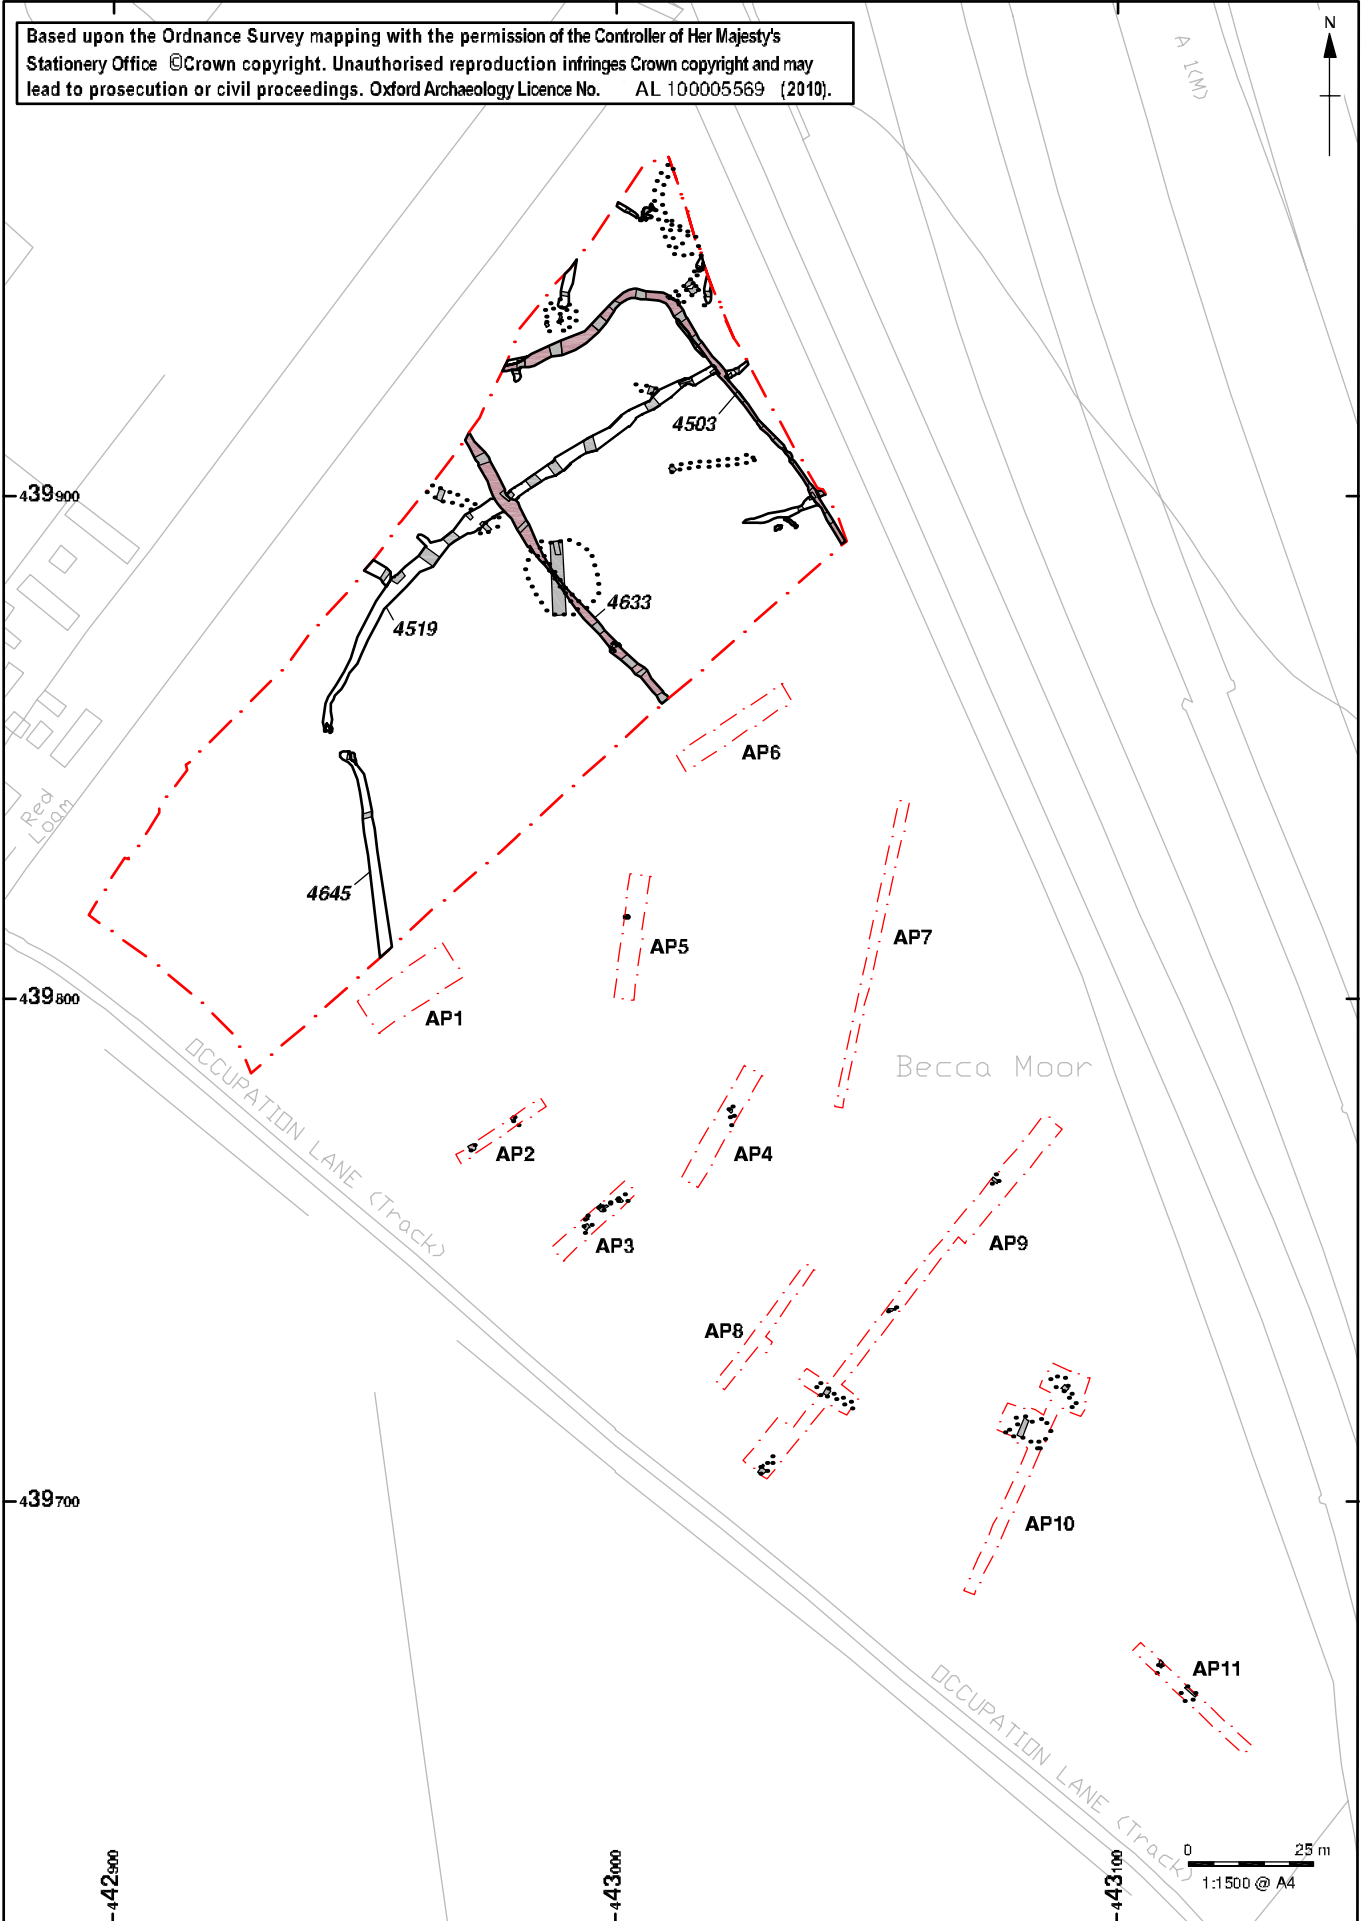 Based upon the Ordnance Survey mapping with the permission of the Controller of Her Majesty's
Stationery Office ©Crown copyright. Unauthorised reproduction infringes Crown copyright and may
lead to prosecution or civil proceedings. Oxford Archaeology Licence No. AL 100005569 (2010).
N
A 1(M)
4503
439900
4633
4519
AP6
Red
Loam
4645
AP5
AP7
439800
AP1
OCCUPATION LANE (Track)
Becca Moor
AP2
AP4
AP3
AP9
AP8
439700
AP10
AP11
OCCUPATION LANE (Track)
442900
443000
443100
0 25 m
1:1500 @ A4